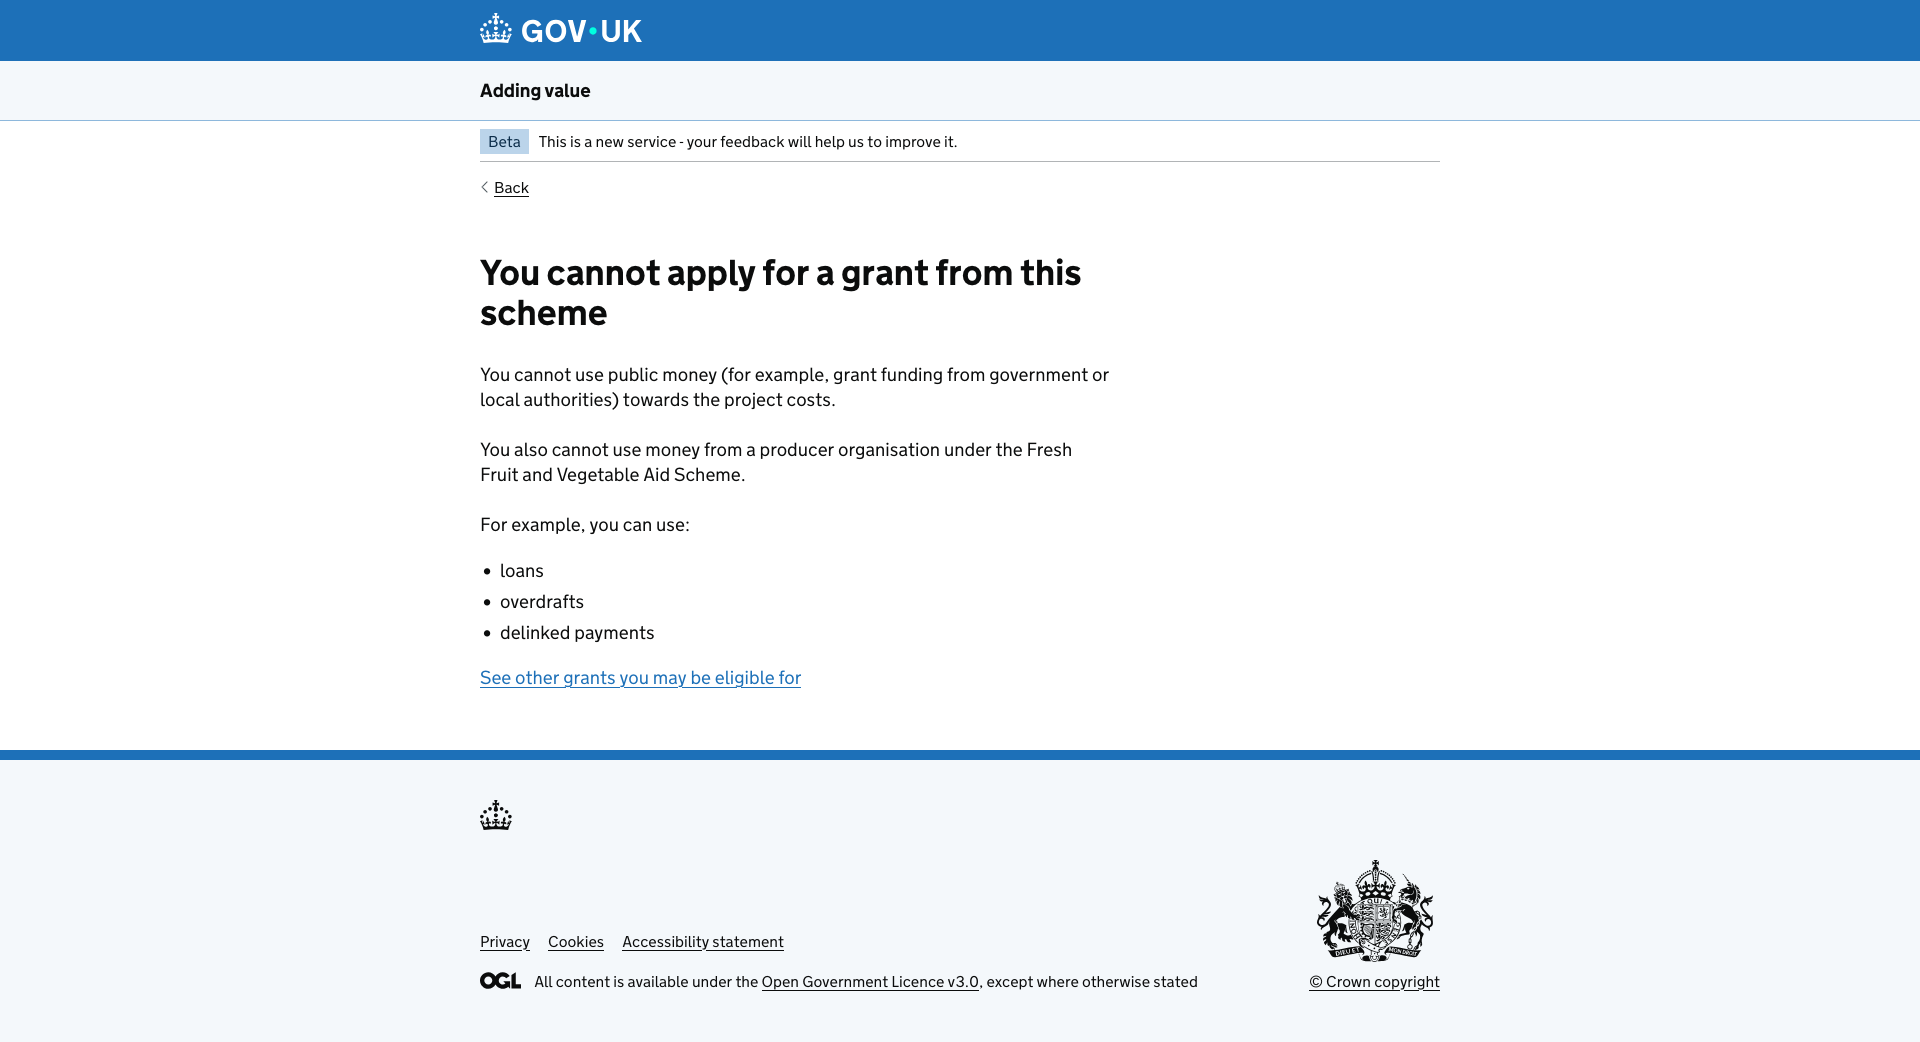 GOV•UK
Adding value
Beta This is a new service - your feedback will help us to improve it.
Back
You cannot apply for a grant from this
scheme
You cannot use public money (for example, grant funding from government or
local authorities) towards the project costs.
You also cannot use money from a producer organisation under the Fresh
Fruit and Vegetable Aid Scheme.
For example, you can use:
• loans
• overdrafts
• delinked payments
See other grants you may be eligible for
Privacy Cookies Accessibility statement
OGL All content is available under the Open Government Licence v3.0, except where otherwise stated
© Crown copyright